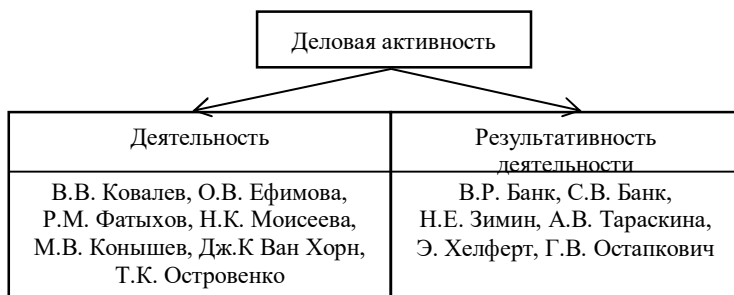 Деловая активность
Деятельность
Результативность
деятельности
В.В. Ковалев, О.В. Ефимова,
Р.М. Фатыхов, Н.К. Моисеева,
М.В. Конышев, Дж.К Ван Хорн,
Т.К. Островенко
В.Р. Банк, С.В. Банк,
Н.Е. Зимин, А.В. Тараскина,
Э. Хелферт, Г.В. Остапкович